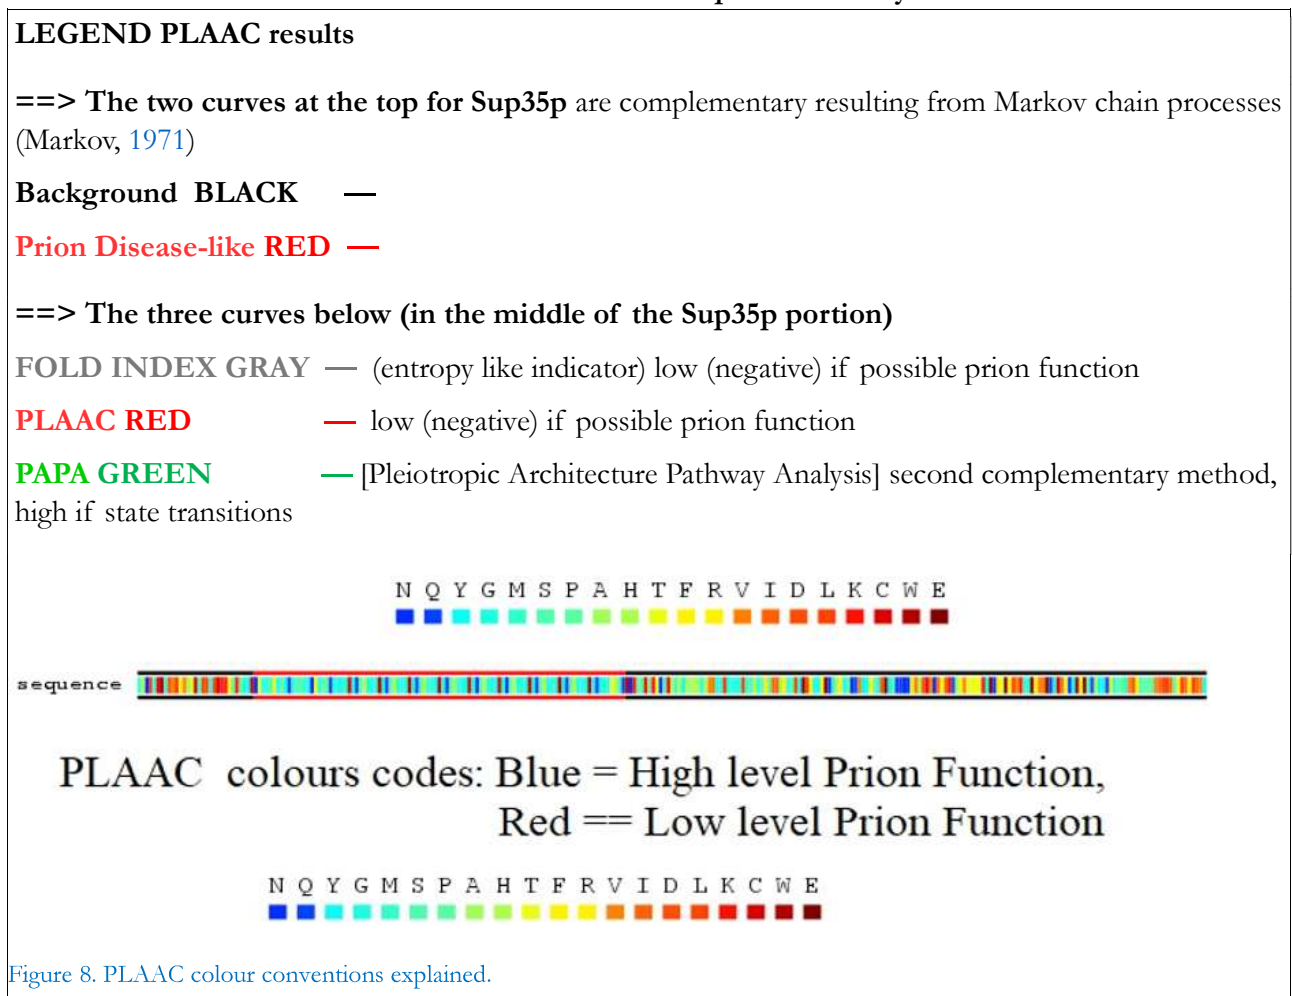 LEGEND PLAAC results
==> The two curves at the top for Sup35p are complementary resulting from Markov chain processes
(Markov, 1971)
Background BLACK —
Prion Disease-like RED —
==> The three curves below (in the middle of the Sup35p portion)
FOLD INDEX GRAY — (entropy like indicator) low (negative) if possible prion function
PLAAC RED — low (negative) if possible prion function
PAPA GREEN — [Pleiotropic Architecture Pathway Analysis] second complementary method,
high if state transitions
N Q Y G M S P A H T F R V I D L K C W E
sequence
PLAAC colours codes: Blue = High level Prion Function,
Red == Low level Prion Function
N Q Y G M S P A H T F R V I D L K C W E
Figure 8. PLAAC colour conventions explained.